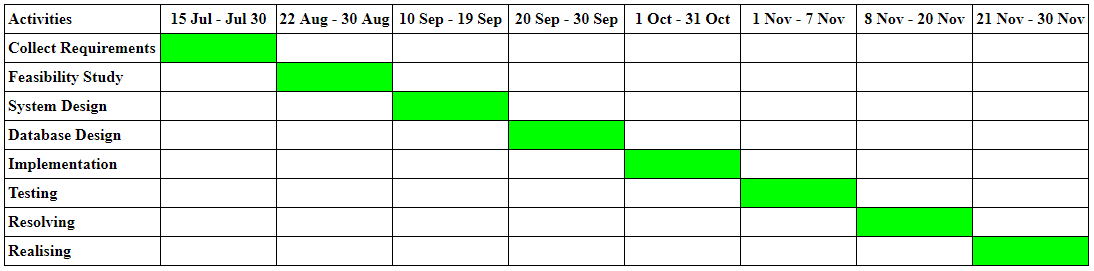 Activities 15 Jul - Jul 30 22 Aug - 30 Aug 10 Sep - 19 Sep 20 Sep - 30 Sep 1 Oct - 31 Oct 1 Nov - 7 Nov 8 Nov - 20 Nov 21 Nov - 30 Nov
Collect Requirements
Feasibility Study
System Design
Database Design
Implementation
Testing
Resolving
Realising